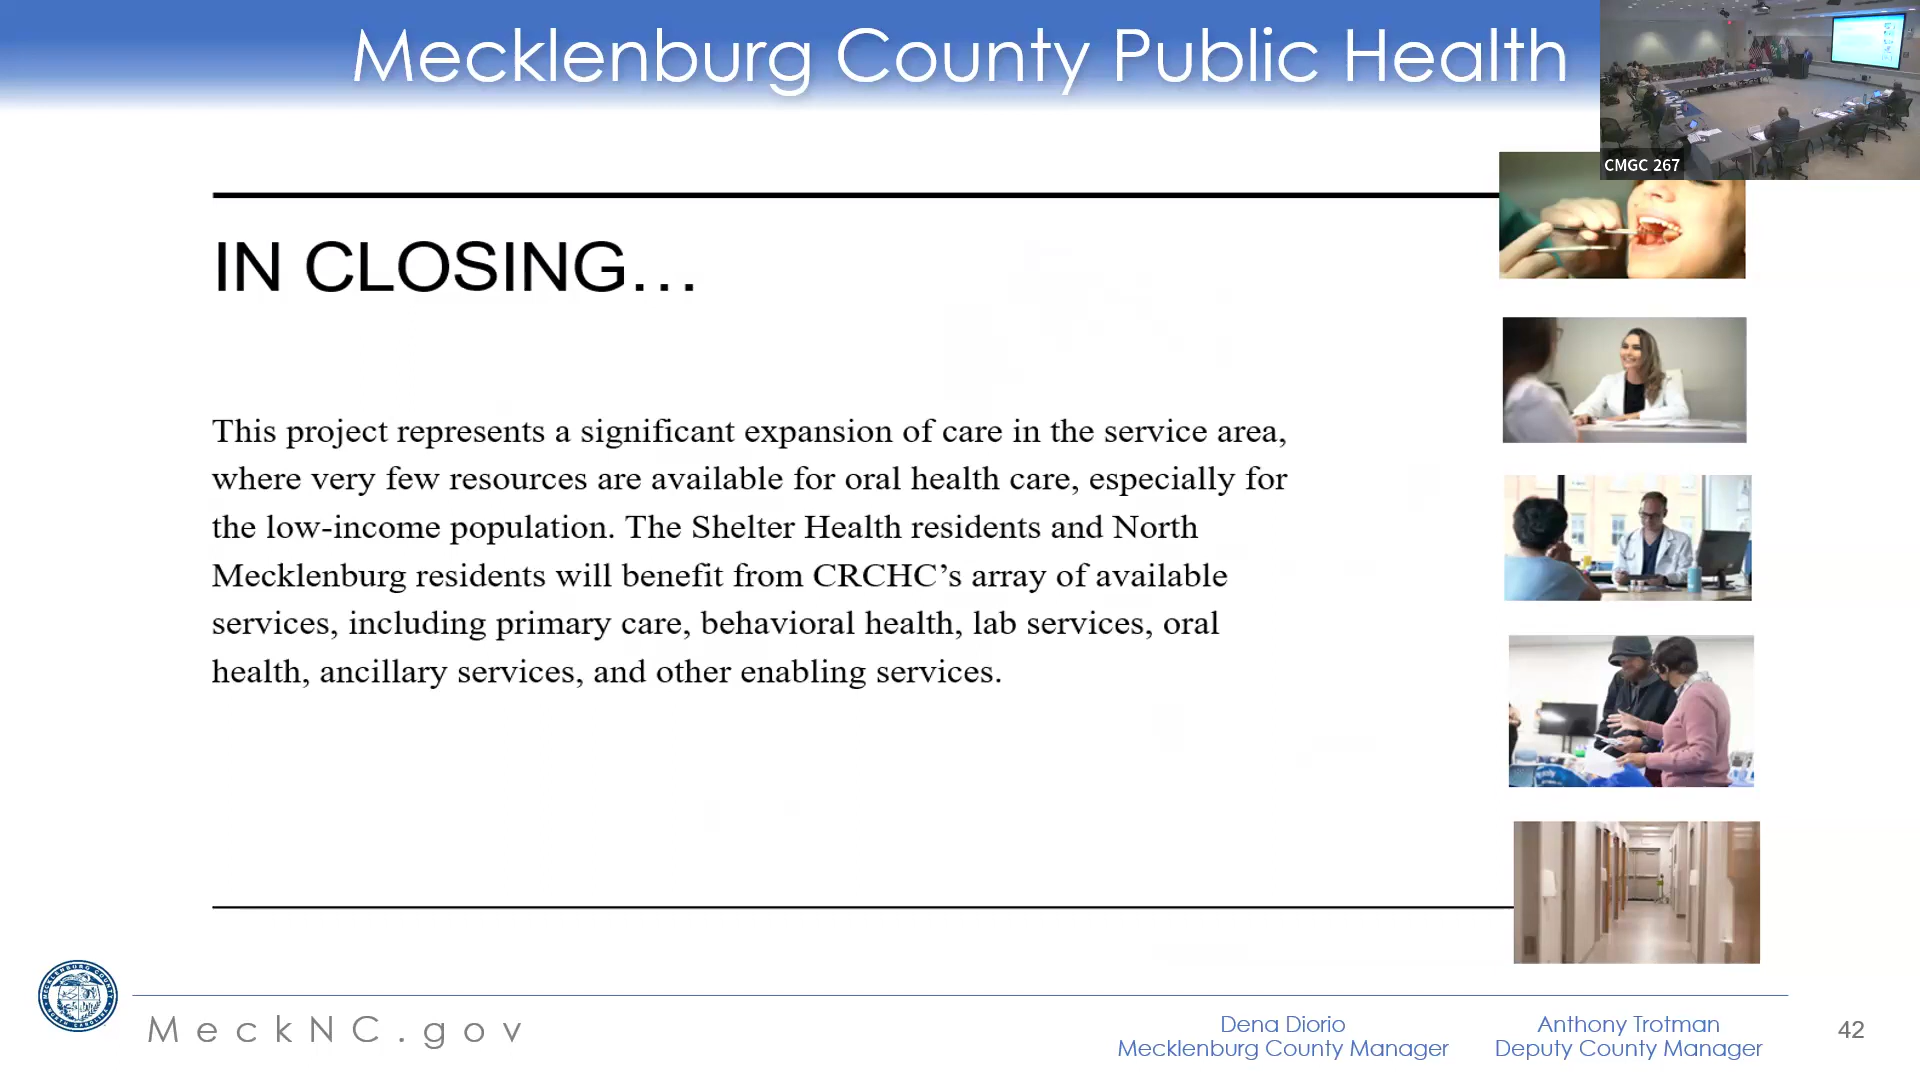 Mecklenburg County Public Health
CMGC 267
IN CLOSING…
This project represents a significant expansion of care in the service area,
where very few resources are available for oral health care, especially for
the low-income population. The Shelter Health residents and North
Mecklenburg residents will benefit from CRCHC’s array of available
services, including primary care, behavioral health, lab services, oral
health, ancillary services, and other enabling services.
MECKLENBURG COUNTY
NORTH CAROLINA
MeckNC.gov
Dena Diorio
Mecklenburg County Manager
Anthony Trotman
Deputy County Manager
42